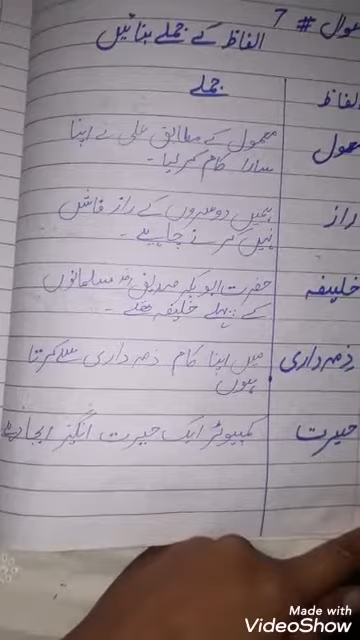 سوال # 7
الفاظ کے جملے بنائیں
الفاظ
جملے
معمول
معمول کے مطابق علی نے اپنا
سارا کام کر لیا۔
راز
ہمیں دوسروں کے راز فاش
نہیں کرنے چاہیے۔
خلیفہ
حضرت ابوبکر صدیقؓ مسلمانوں
کے پہلے خلیفہ تھے۔
ذمہ داری
میں اپنا کام ذمہ داری سے کرتا
ہوں
حیرت
کمپیوٹر ایک حیرت انگیز ایجاد ہے
Made with
VideoShow